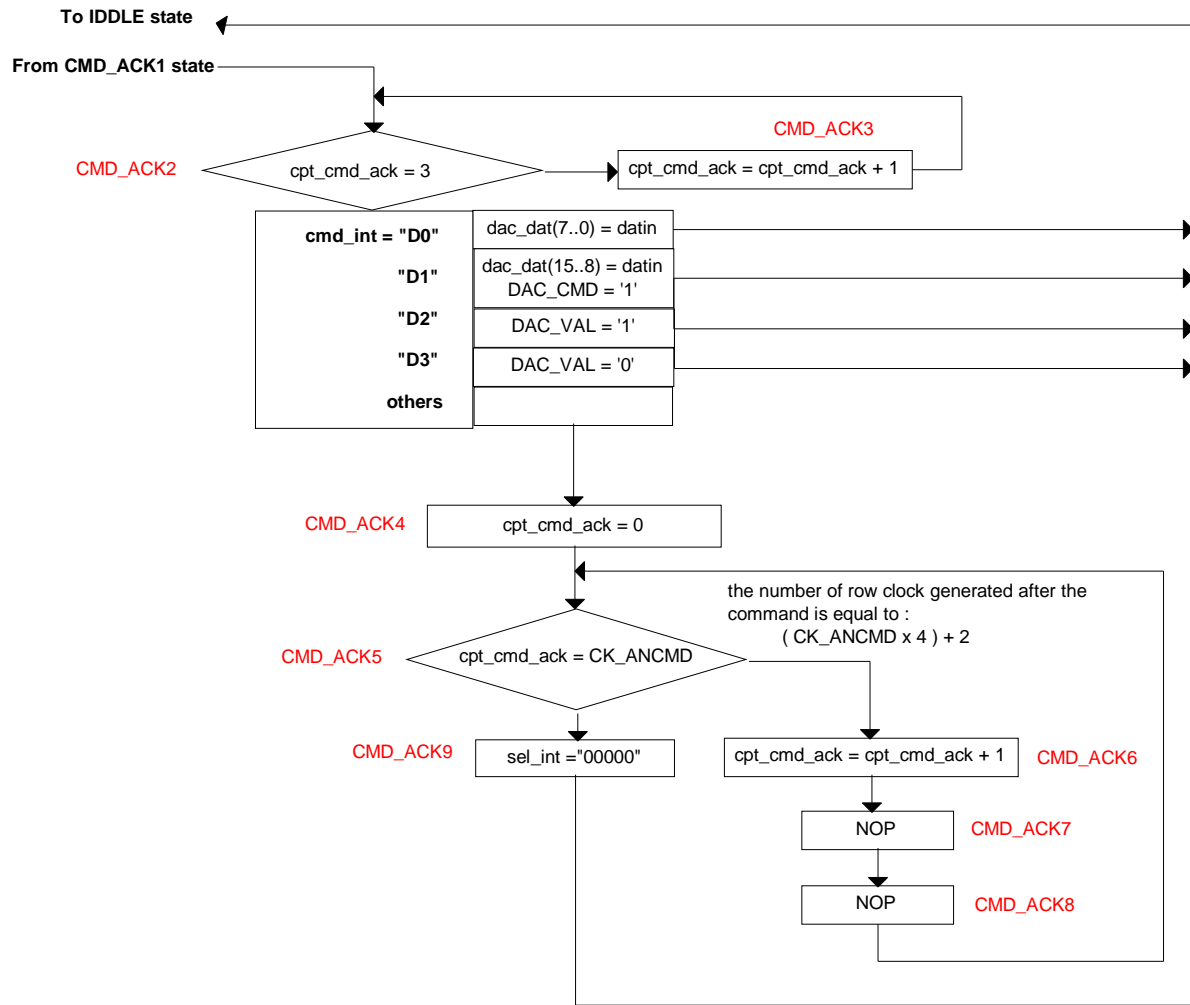 To IDDLE state
From CMD_ACK1 state
CMD_ACK3
CMD_ACK2
cpt_cmd_ack = 3
cpt_cmd_ack = cpt_cmd_ack + 1
cmd_int = "D0"
dac_dat(7..0) = datin
"D1"
dac_dat(15..8) = datin
DAC_CMD = '1'
"D2"
DAC_VAL = '1'
"D3"
DAC_VAL = '0'
others
CMD_ACK4
cpt_cmd_ack = 0
the number of row clock generated after the
command is equal to :
( CK_ANCMD x 4 ) + 2
CMD_ACK5
cpt_cmd_ack = CK_ANCMD
CMD_ACK9
sel_int ="00000"
cpt_cmd_ack = cpt_cmd_ack + 1
CMD_ACK6
NOP
CMD_ACK7
NOP
CMD_ACK8